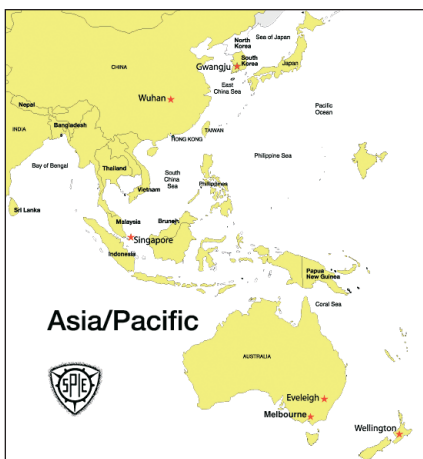 North
Korea
Sea of Japan
Gwangju
South
Korea
Japan
CHINA
East
China Sea
Wuhan
Pacific
Ocean
Nepal
TAIWAN
Bangladesh
HONG KONG
INDIA
Bay of Bengal
Philippine Sea
Thailand
South
China
Sea
Vietnam
Philippines
Sri Lanka
Malaysia
Brunei
Singapore
Indonesia
Papua
New Guinea
Coral Sea
Asia/Pacific
AUSTRALIA
SPIE
Eveleigh
Melbourne
Wellington